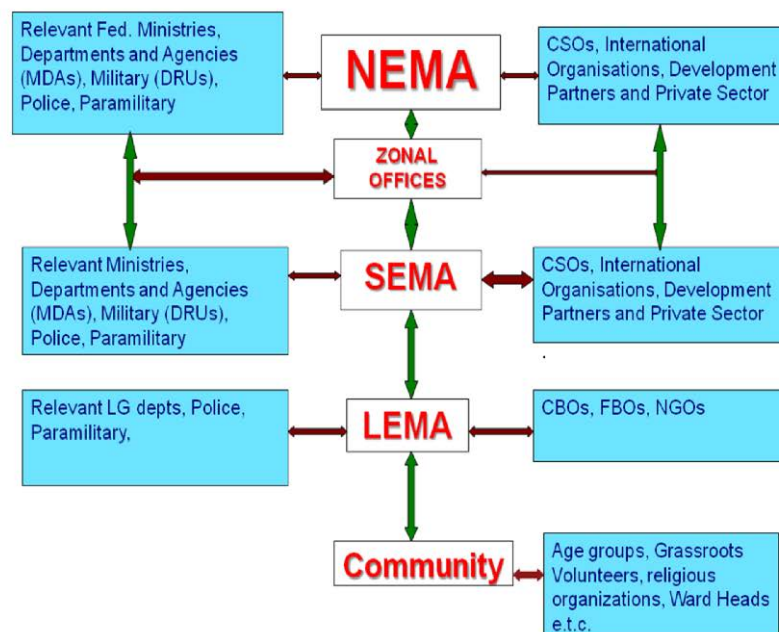 Relevant Fed. Ministries,
Departments and Agencies
(MDAs), Military (DRUs),
Police, Paramilitary
NEMA
CSOs, International
Organisations, Development
Partners and Private Sector
ZONAL
OFFICES
Relevant Ministries,
Departments and Agencies
(MDAs), Military (DRUs),
Police, Paramilitary
SEMA
CSOs, International
Organisations, Development
Partners and Private Sector
.
Relevant LG depts, Police,
Paramilitary,
LEMA
CBOs, FBOs, NGOs
Community
Age groups, Grassroots
Volunteers, religious
organizations, Ward Heads
e.t.c.